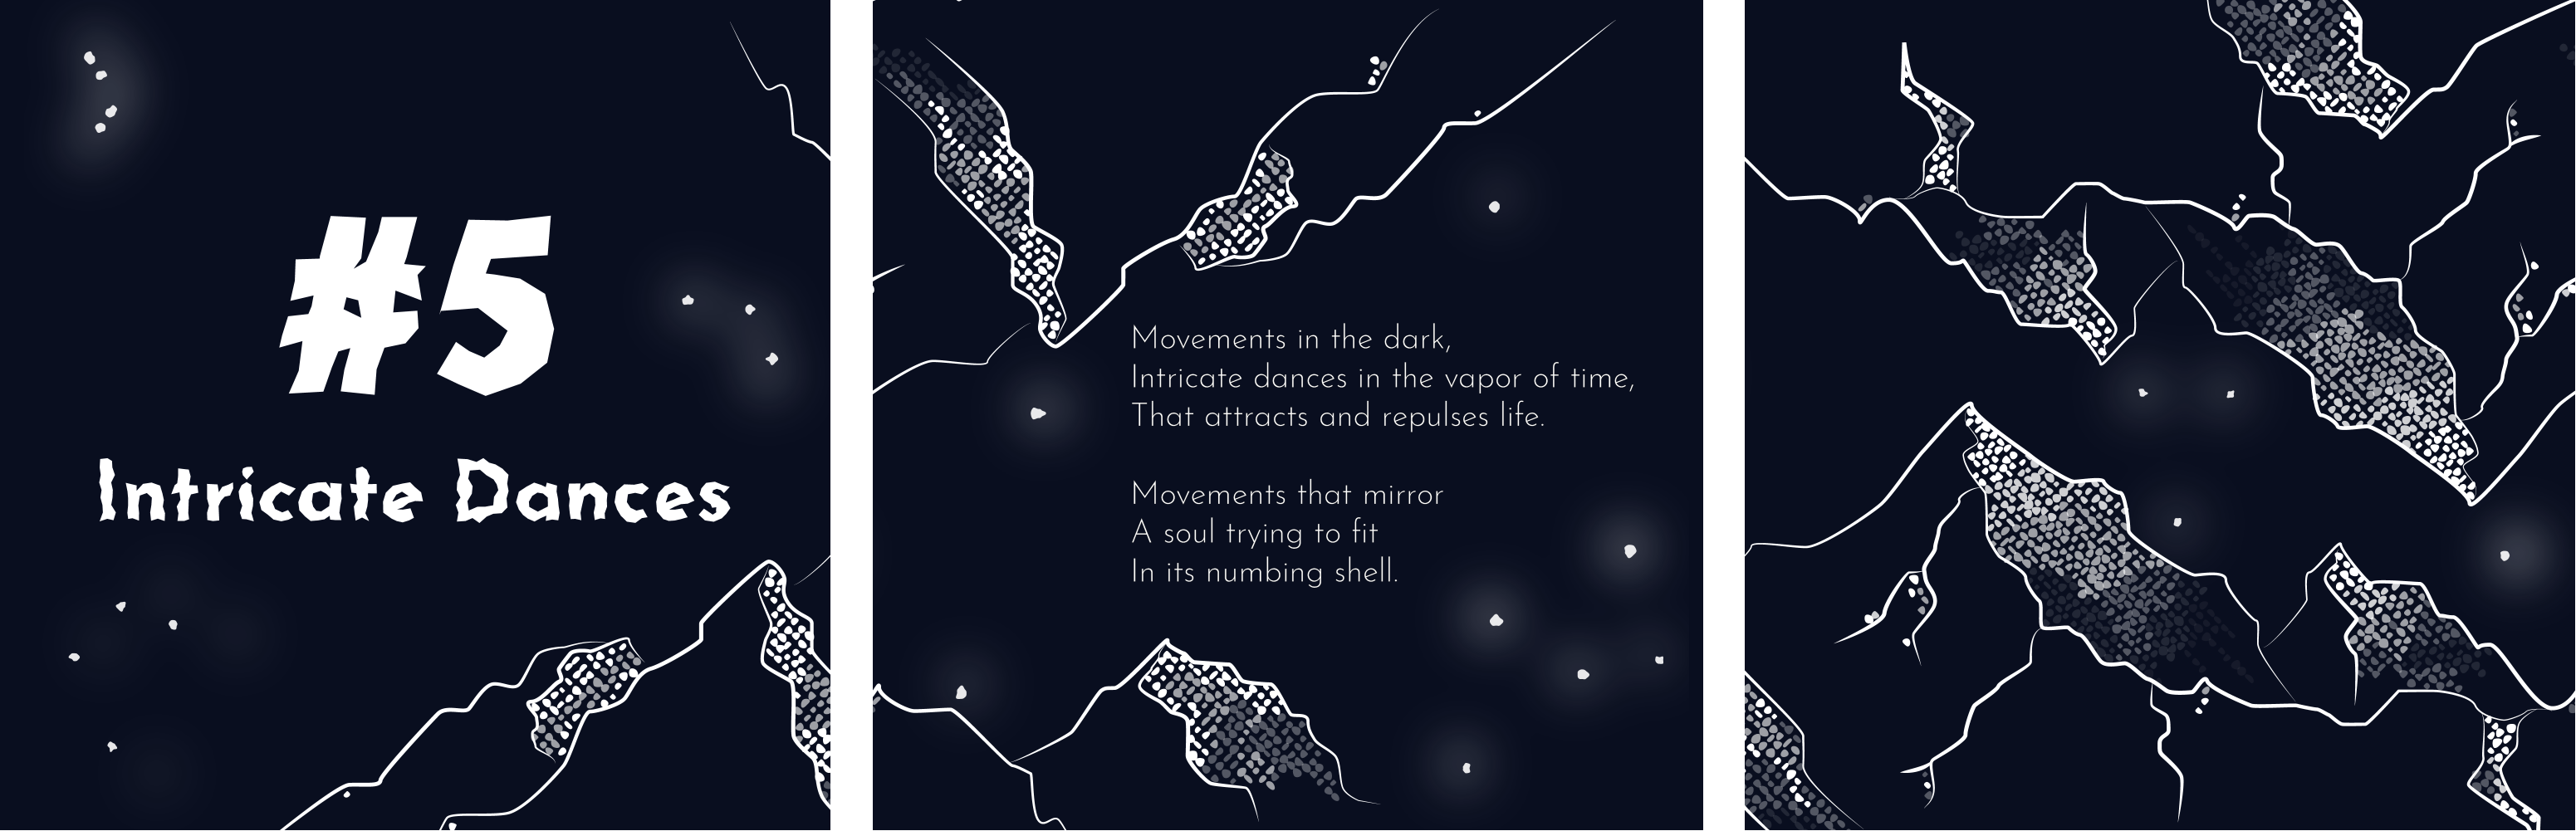 #5
Intricate Dances
Movements in the dark,
Intricate dances in the vapor of time,
That attracts and repulses life.
Movements that mirror
A soul trying to fit
In its numbing shell.